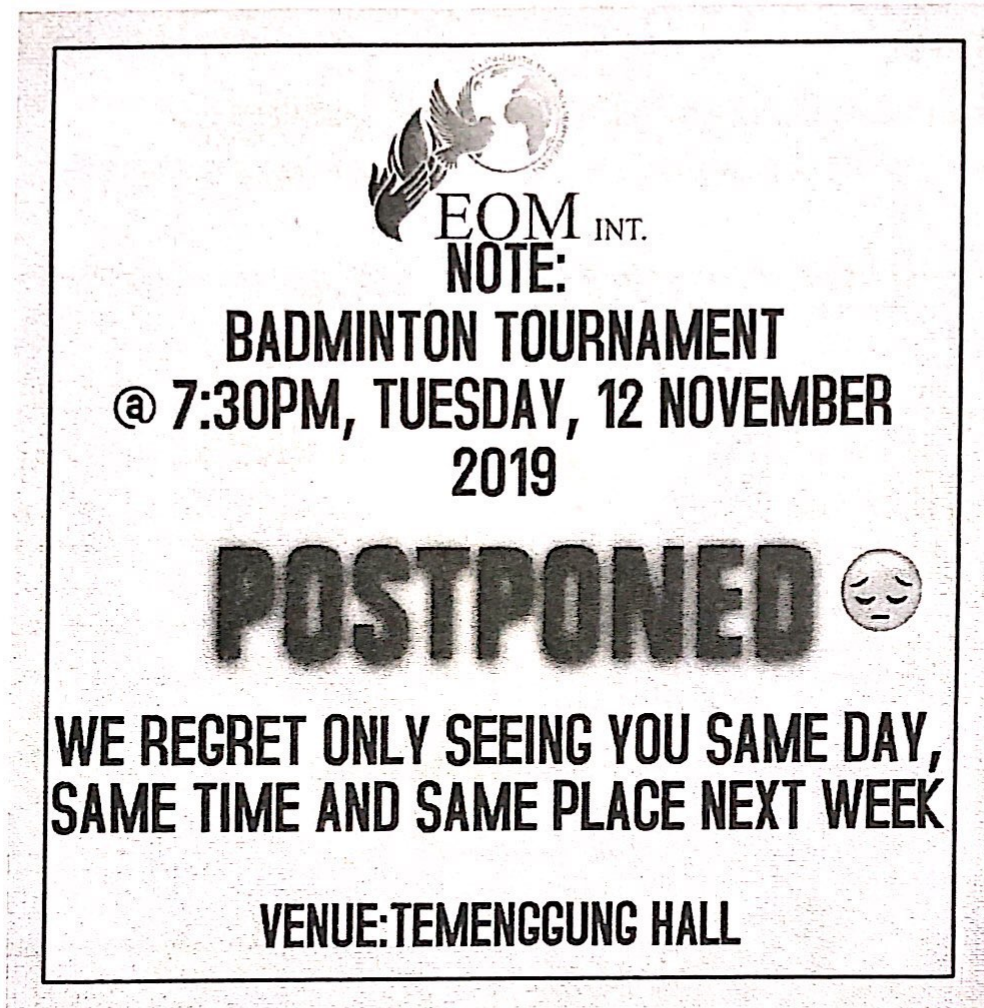 EOM INT.
NOTE:
BADMINTON TOURNAMENT
@ 7:30PM, TUESDAY, 12 NOVEMBER
2019
POSTPONED
WE REGRET ONLY SEEING YOU SAME DAY,
SAME TIME AND SAME PLACE NEXT WEEK
VENUE:TEMENGGUNG HALL